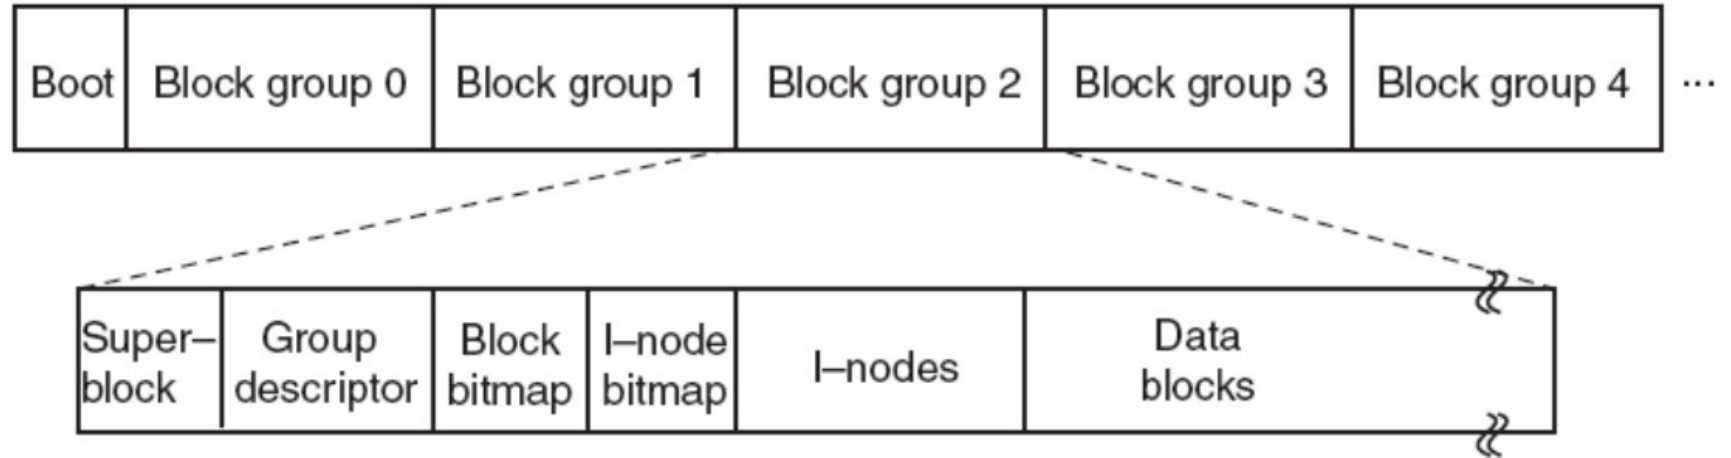 Boot Block group 0 Block group 1 Block group 2 Block group 3 Block group 4 ...
Super– Group Block I–node I–nodes Data
block descriptor bitmap bitmap blocks